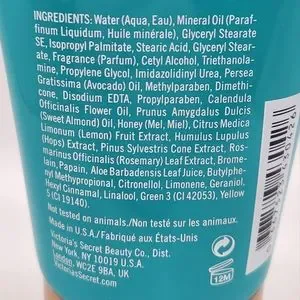 INGREDIENTS: Water (Aqua, Eau), Mineral Oil (Paraf-
finum Liquidum, Huile minérale), Glyceryl Stearate
SE, Isopropyl Palmitate, Stearic Acid, Glyceryl Stear-
ate, Fragrance (Parfum), Cetyl Alcohol, Triethanola-
mine, Propylene Glycol, Imidazolidinyl Urea, Persea
Gratissima (Avocado) Oil, Methylparaben, Dimethi-
cone, Disodium EDTA, Propylparaben, Calendula
Officinalis Flower Oil, Prunus Amygdalus Dulcis
(Sweet Almond) Oil, Honey (Mel, Miel), Citrus Medica
Limonum (Lemon) Fruit Extract, Humulus Lupulus
(Hops) Extract, Pinus Sylvestris Cone Extract, Ros-
marinus Officinalis (Rosemary) Leaf Extract, Brome-
lain, Papain, Aloe Barbadensis Leaf Juice, Butylphen-
yl Methylpropional, Citronellol, Limonene, Geraniol,
Hexyl Cinnamal, Linalool, Green 3 (CI 42053), Yellow
5 (CI 19140).
Not tested on animals./Non testé sur les animaux.
Made in U.S.A./Fabriqué aux États-Unis
Victoria's Secret Beauty Co., Dist.
New York, NY 10019 U.S.A.
London, WC2E 9BA, UK
VictoriasSecret.com
12M